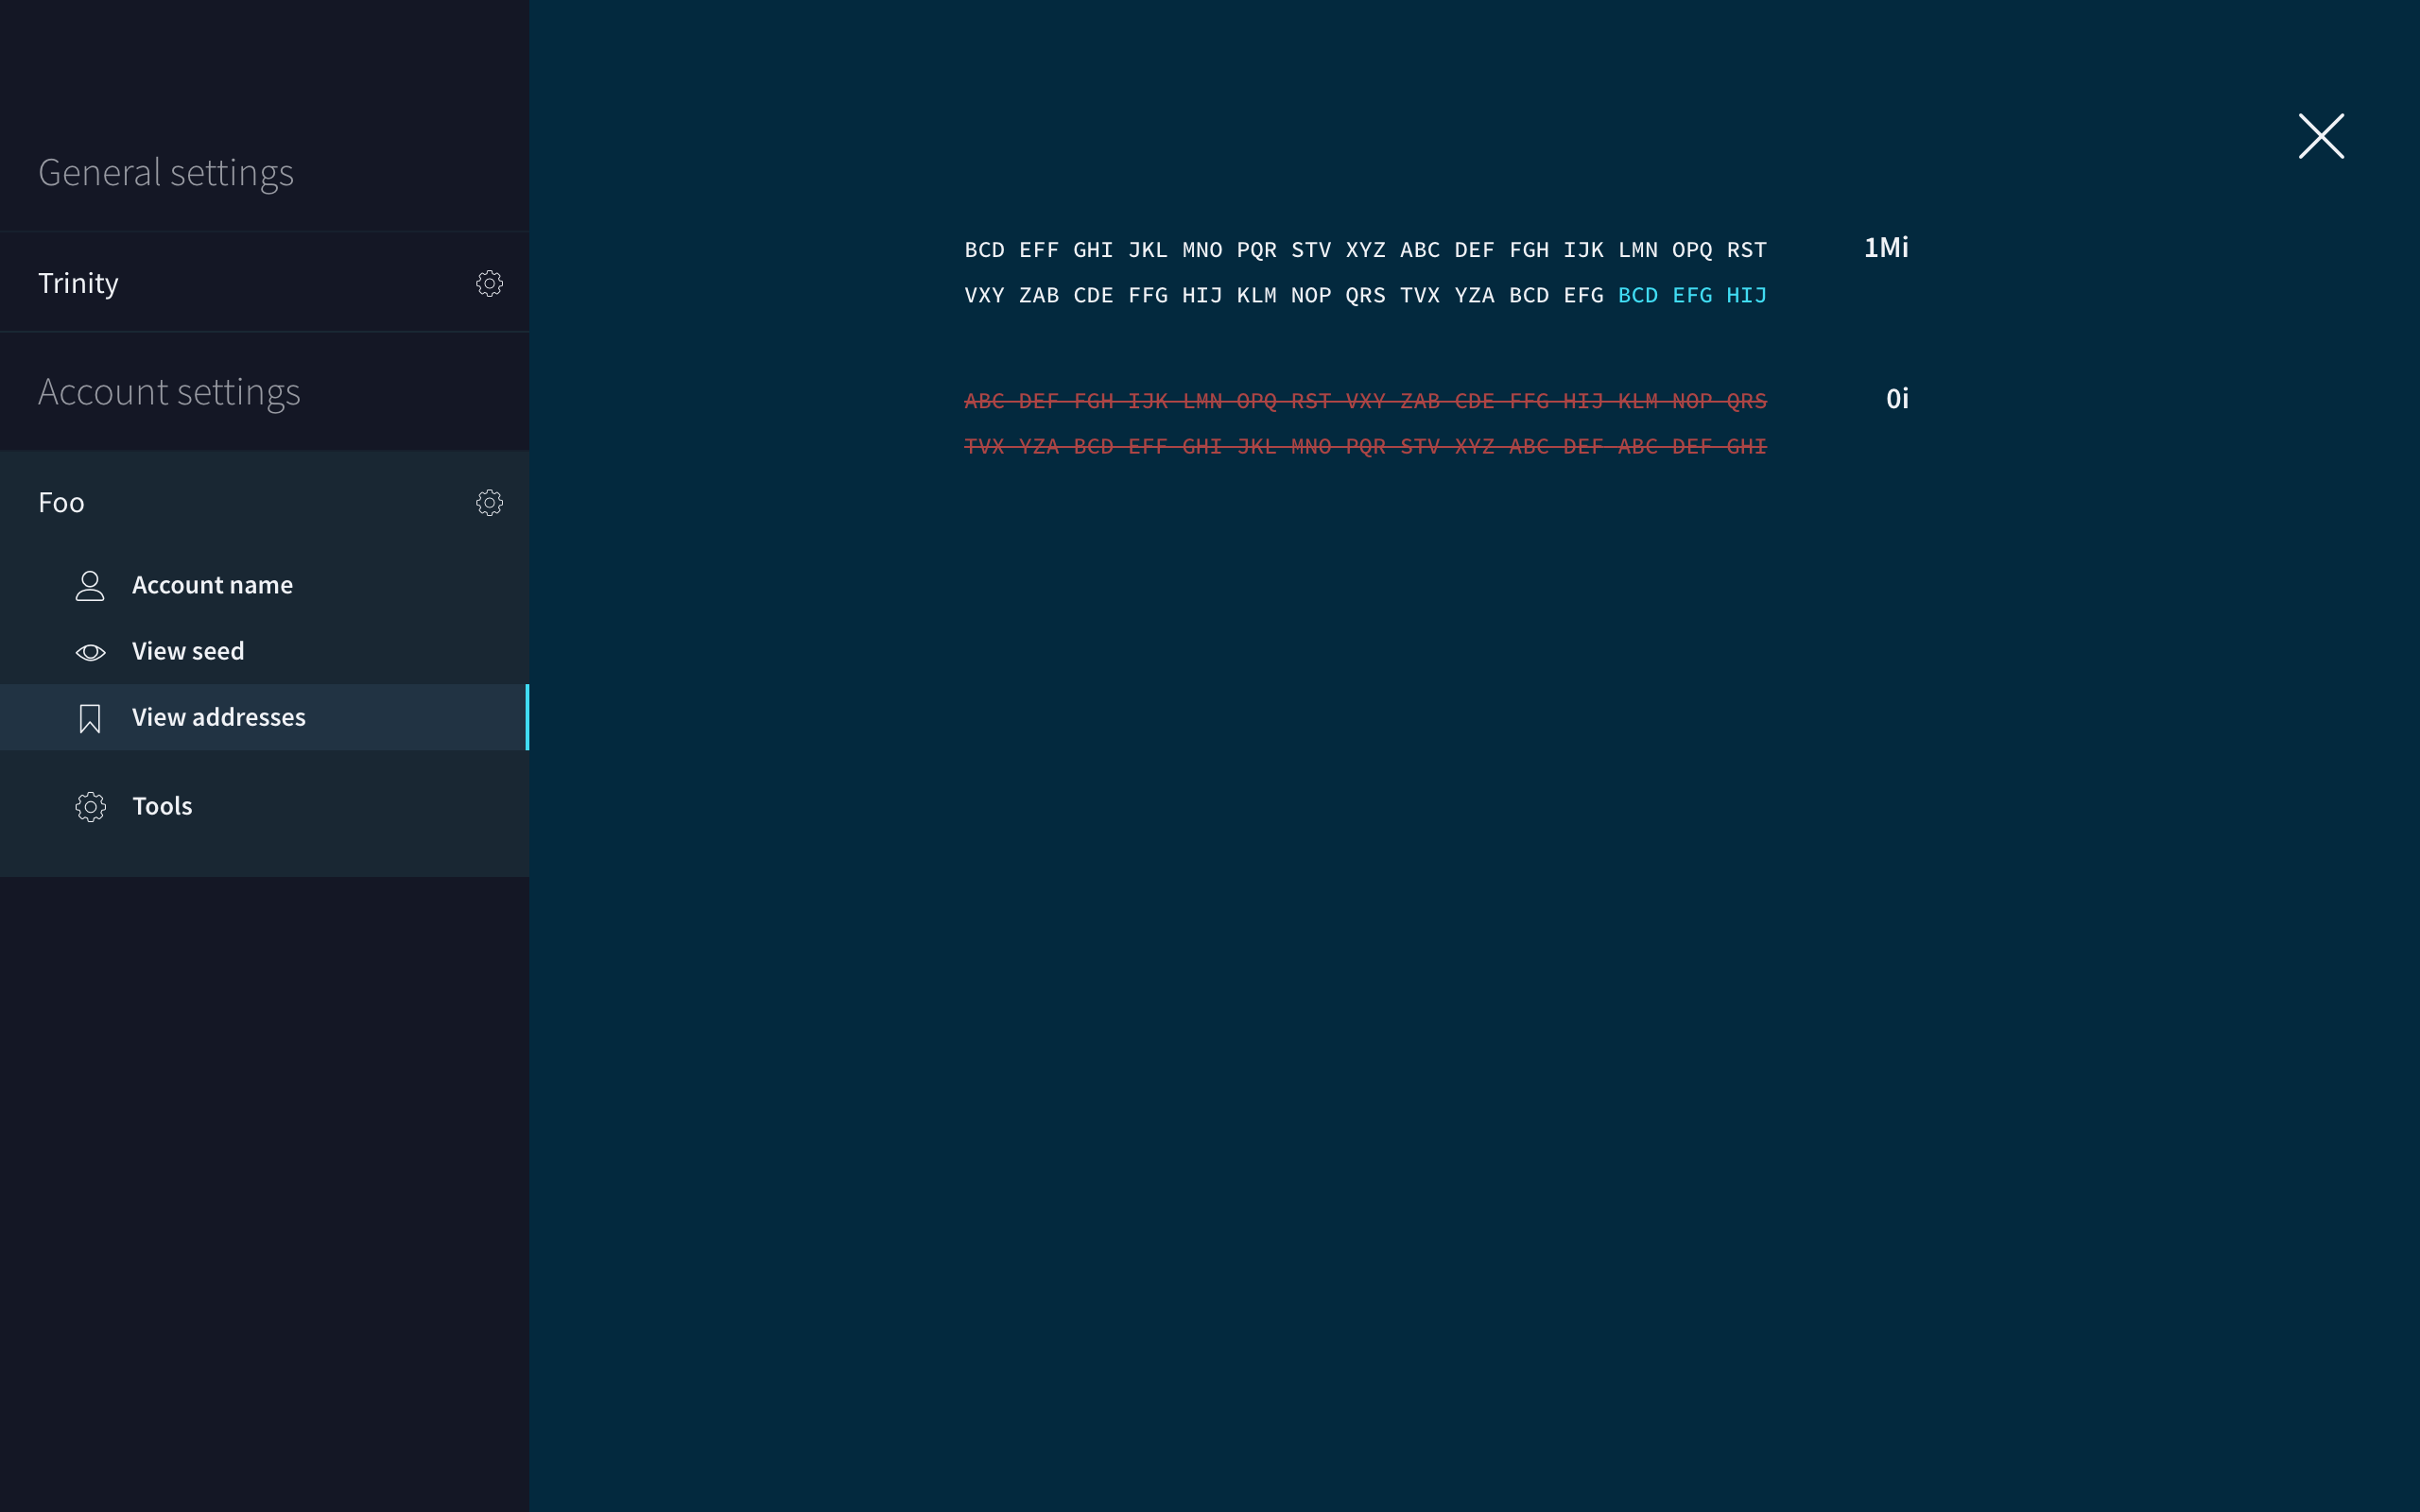 General settings
Trinity
Account settings
Foo
Account name
View seed
View addresses
Tools
BCD EFF GHI JKL MNO PQR STV XYZ ABC DEF FGH IJK LMN OPQ RST 1Mi
VXY ZAB CDE FFG HIJ KLM NOP QRS TVX YZA BCD EFG BCD EFG HIJ
ABC DEF FGH IJK LMN OPQ RST VXY ZAB CDE FFG HIJ KLM NOP QRS 0i
TVX YZA BCD EFF GHI JKL MNO PQR STV XYZ ABC DEF ABC DEF GHI